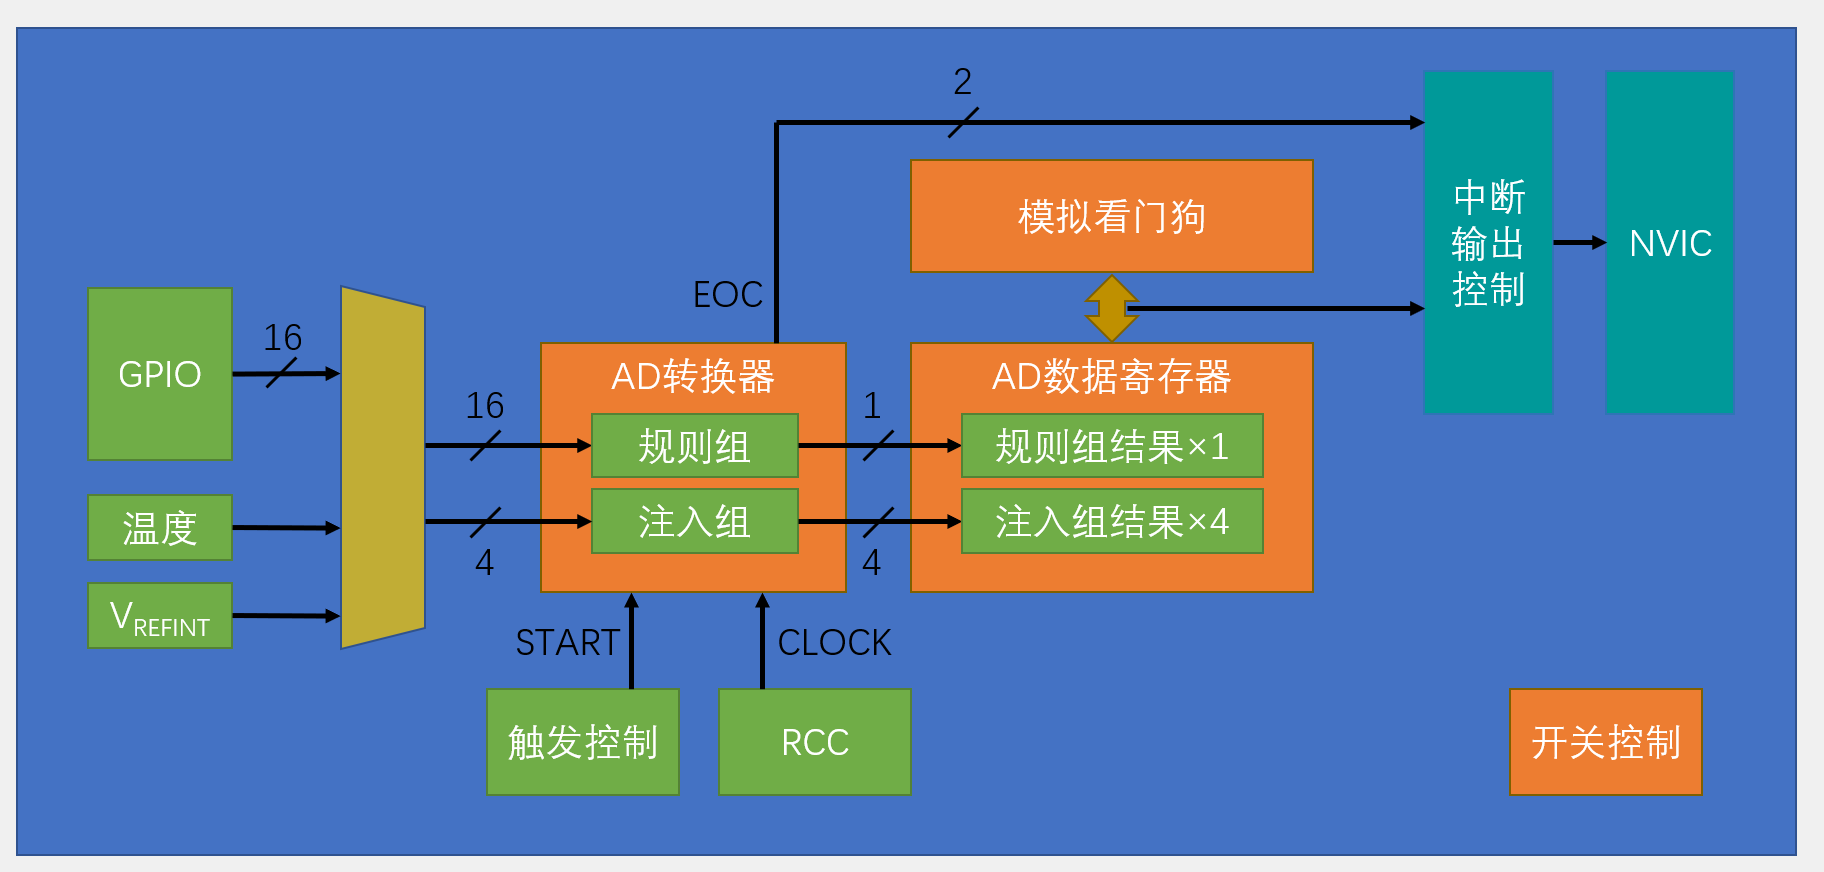 2
模拟看门狗
中断
输出
控制
NVIC
EOC
GPIO
16
AD转换器
AD数据寄存器
16
1
规则组
规则组结果×1
温度
注入组
注入组结果×4
4
4
VREFINT
START
CLOCK
触发控制
RCC
开关控制